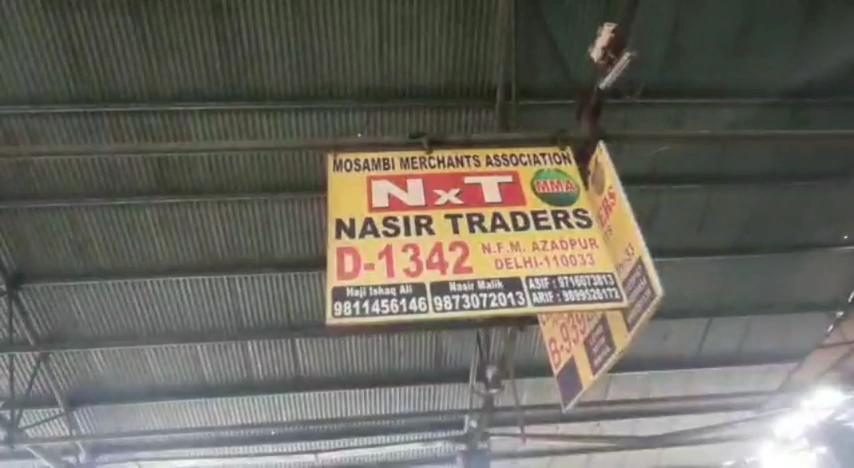 MOSAMBI MERCHANTS ASSOCIATION
NxT
MMA
NASIR TRADERS
D-1342
N.F.M. AZADPUR
DELHI-110033
Haji Ishaq Ali
9811456146
Nasir Malik
9873072013
ASIF : 9716073813
ARIF : 9899526172